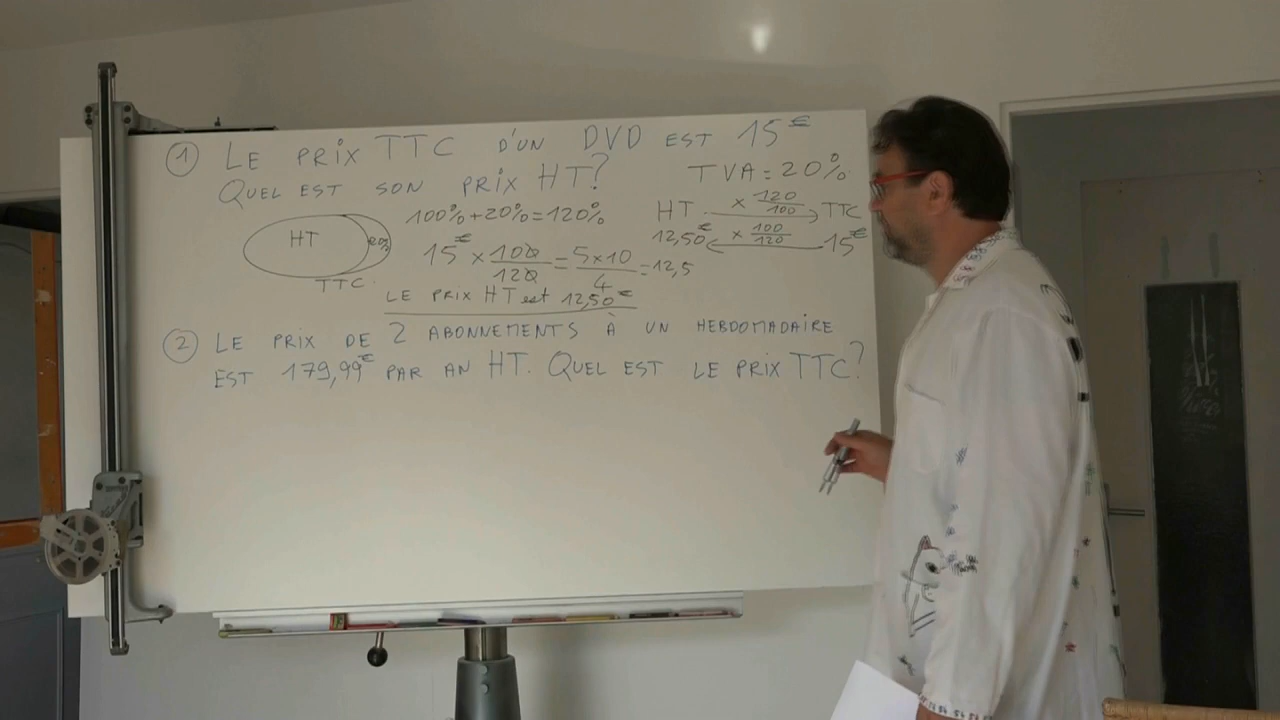 ① LE PRIX TTC D'UN DVD EST 15€
QUEL EST SON PRIX HT? TVA = 20%
HT 20% TTC
100% + 20% = 120%
15€ × 100/120 = 5×10/4 = 12,5
HT × 120/100 → TTC
12,50€ ← × 100/120 15€
LE PRIX HT est 12,50€
② LE PRIX DE 2 ABONNEMENTS À UN HEBDOMADAIRE
EST 179,99€ PAR AN HT. QUEL EST LE PRIX TTC?